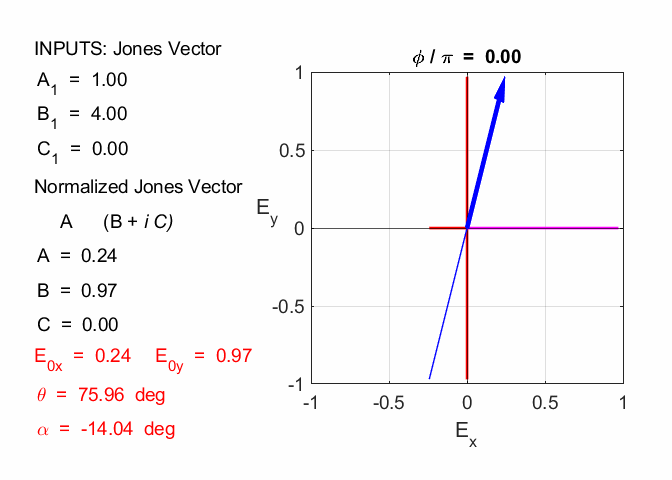 INPUTS: Jones Vector
A1 = 1.00
B1 = 4.00
C1 = 0.00
Normalized Jones Vector
A (B + i C)
A = 0.24
B = 0.97
C = 0.00
E0x = 0.24 E0y = 0.97
θ = 75.96 deg
α = -14.04 deg
ϕ / π = 0.00
1
0.5
Ey
0
-0.5
-1
-1 -0.5 0 0.5 1
Ex